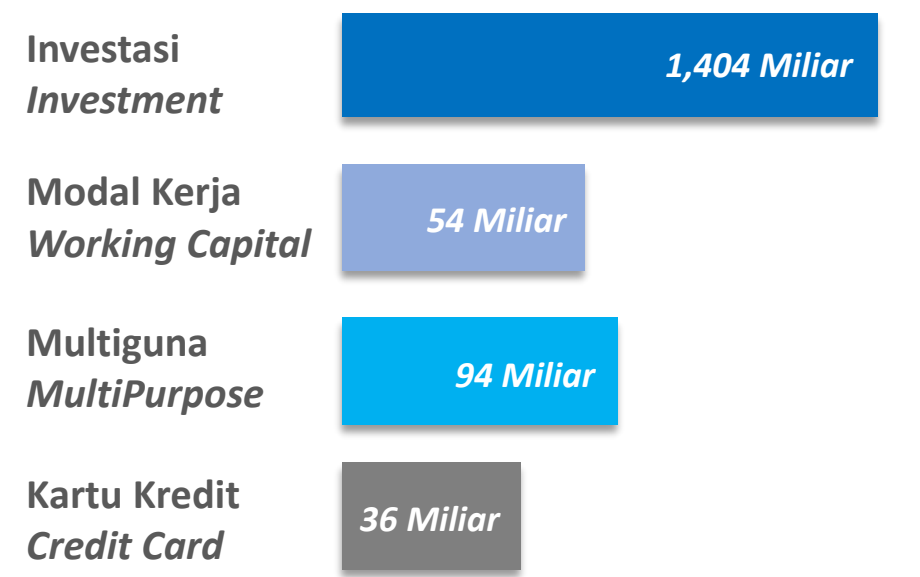 Investasi
Investment
1,404 Miliar
Modal Kerja
Working Capital
54 Miliar
Multiguna
MultiPurpose
94 Miliar
Kartu Kredit
Credit Card
36 Miliar